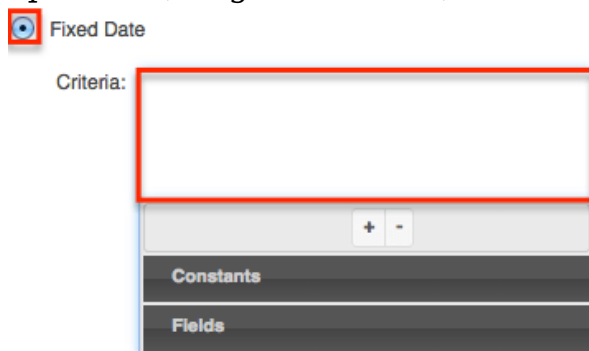 Fixed Date
Criteria:
+ -
Constants
Fields